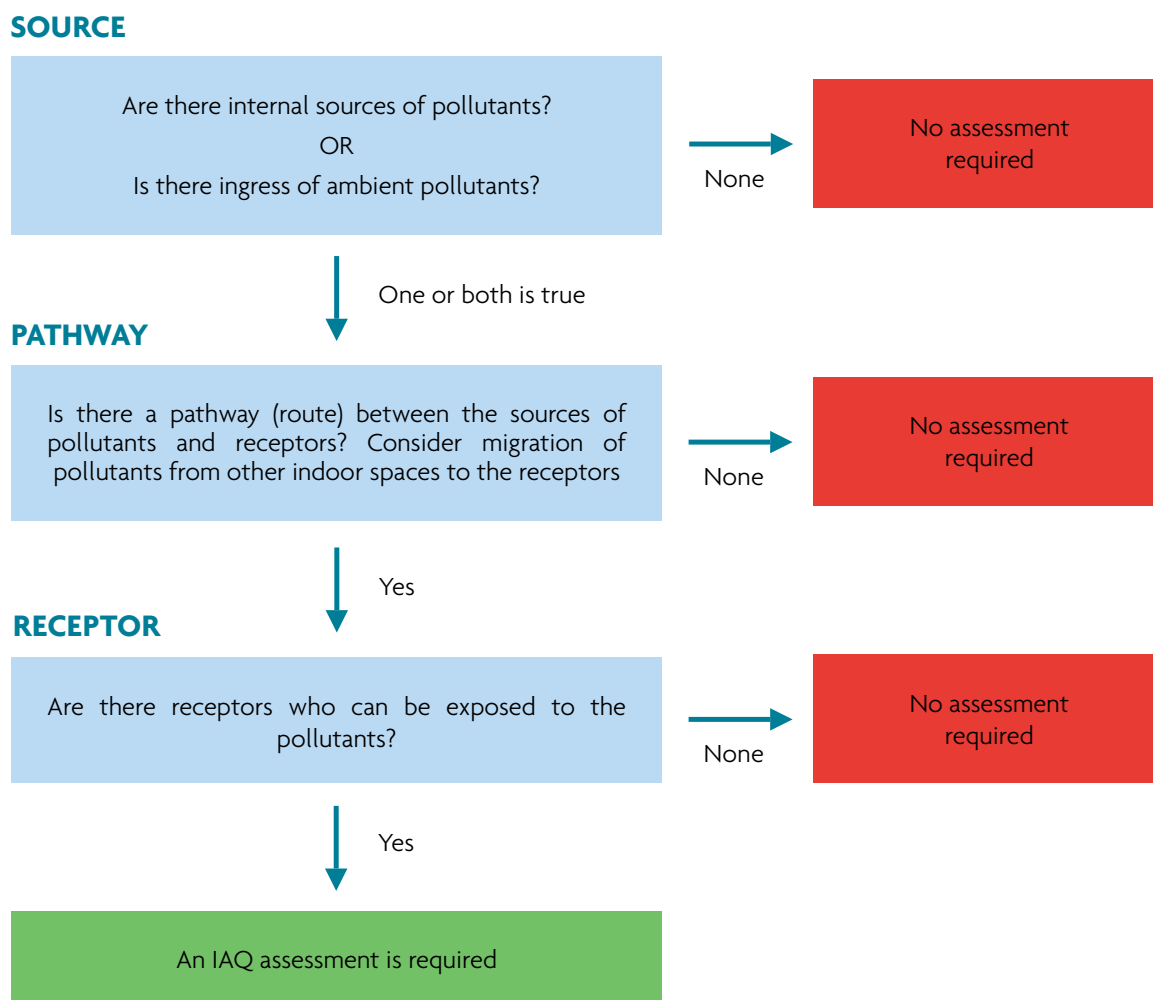 SOURCE
Are there internal sources of pollutants?
OR
Is there ingress of ambient pollutants?
None
No assessment
required
One or both is true
PATHWAY
Is there a pathway (route) between the sources of
pollutants and receptors? Consider migration of
pollutants from other indoor spaces to the receptors
None
No assessment
required
Yes
RECEPTOR
Are there receptors who can be exposed to the
pollutants?
None
No assessment
required
Yes
An IAQ assessment is required